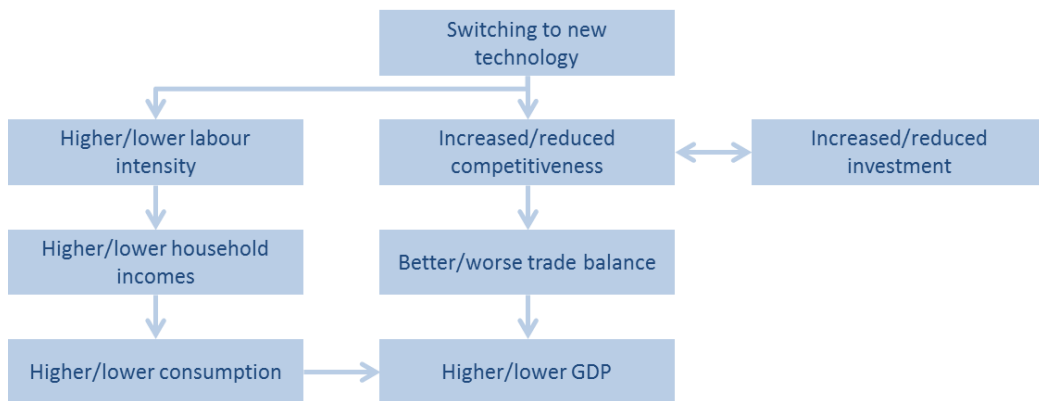 Switching to new
technology
Higher/lower labour
intensity
Increased/reduced
competitiveness
Increased/reduced
investment
Higher/lower household
incomes
Better/worse trade balance
Higher/lower consumption
Higher/lower GDP